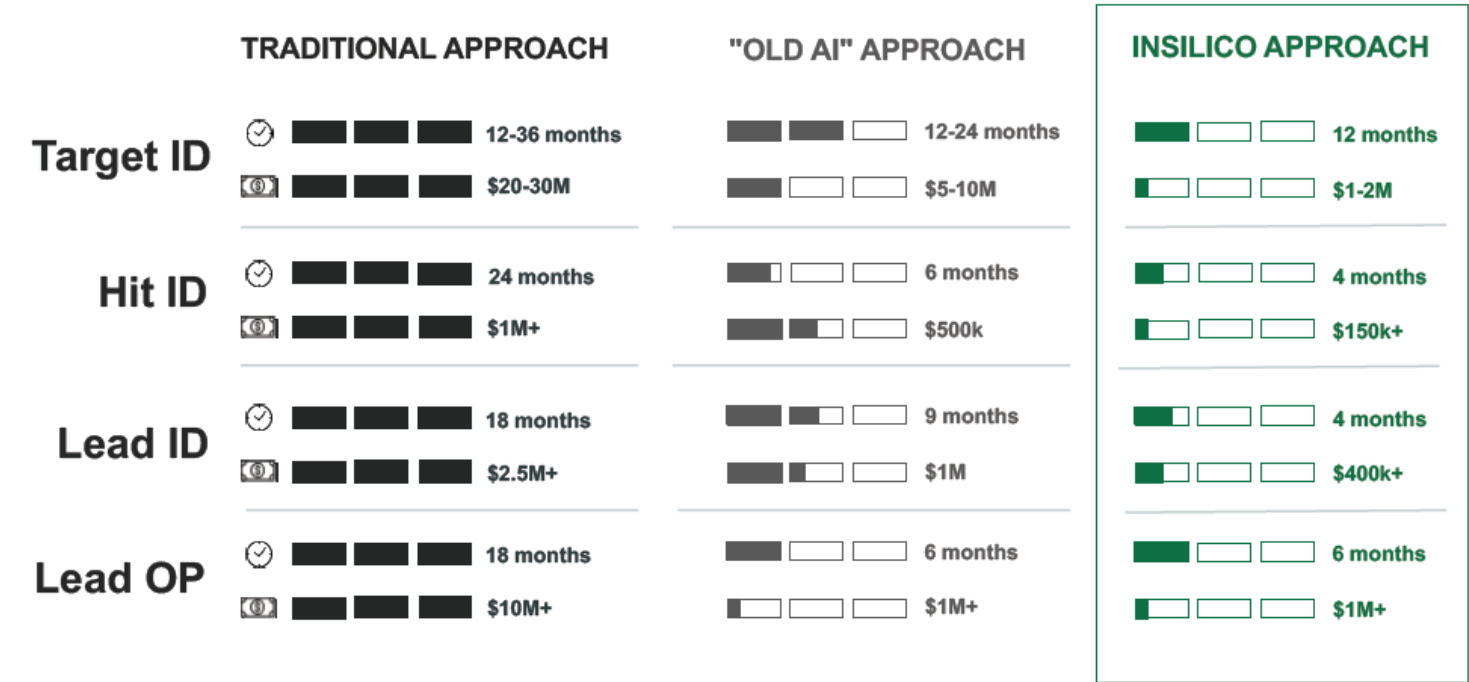 TRADITIONAL APPROACH
"OLD AI" APPROACH
INSILICO APPROACH
Target ID
12-36 months
12-24 months
12 months
$20-30M
$5-10M
$1-2M
Hit ID
24 months
6 months
4 months
$1M+
$500k
$150k+
Lead ID
18 months
9 months
4 months
$2.5M+
$1M
$400k+
Lead OP
18 months
6 months
6 months
$10M+
$1M+
$1M+